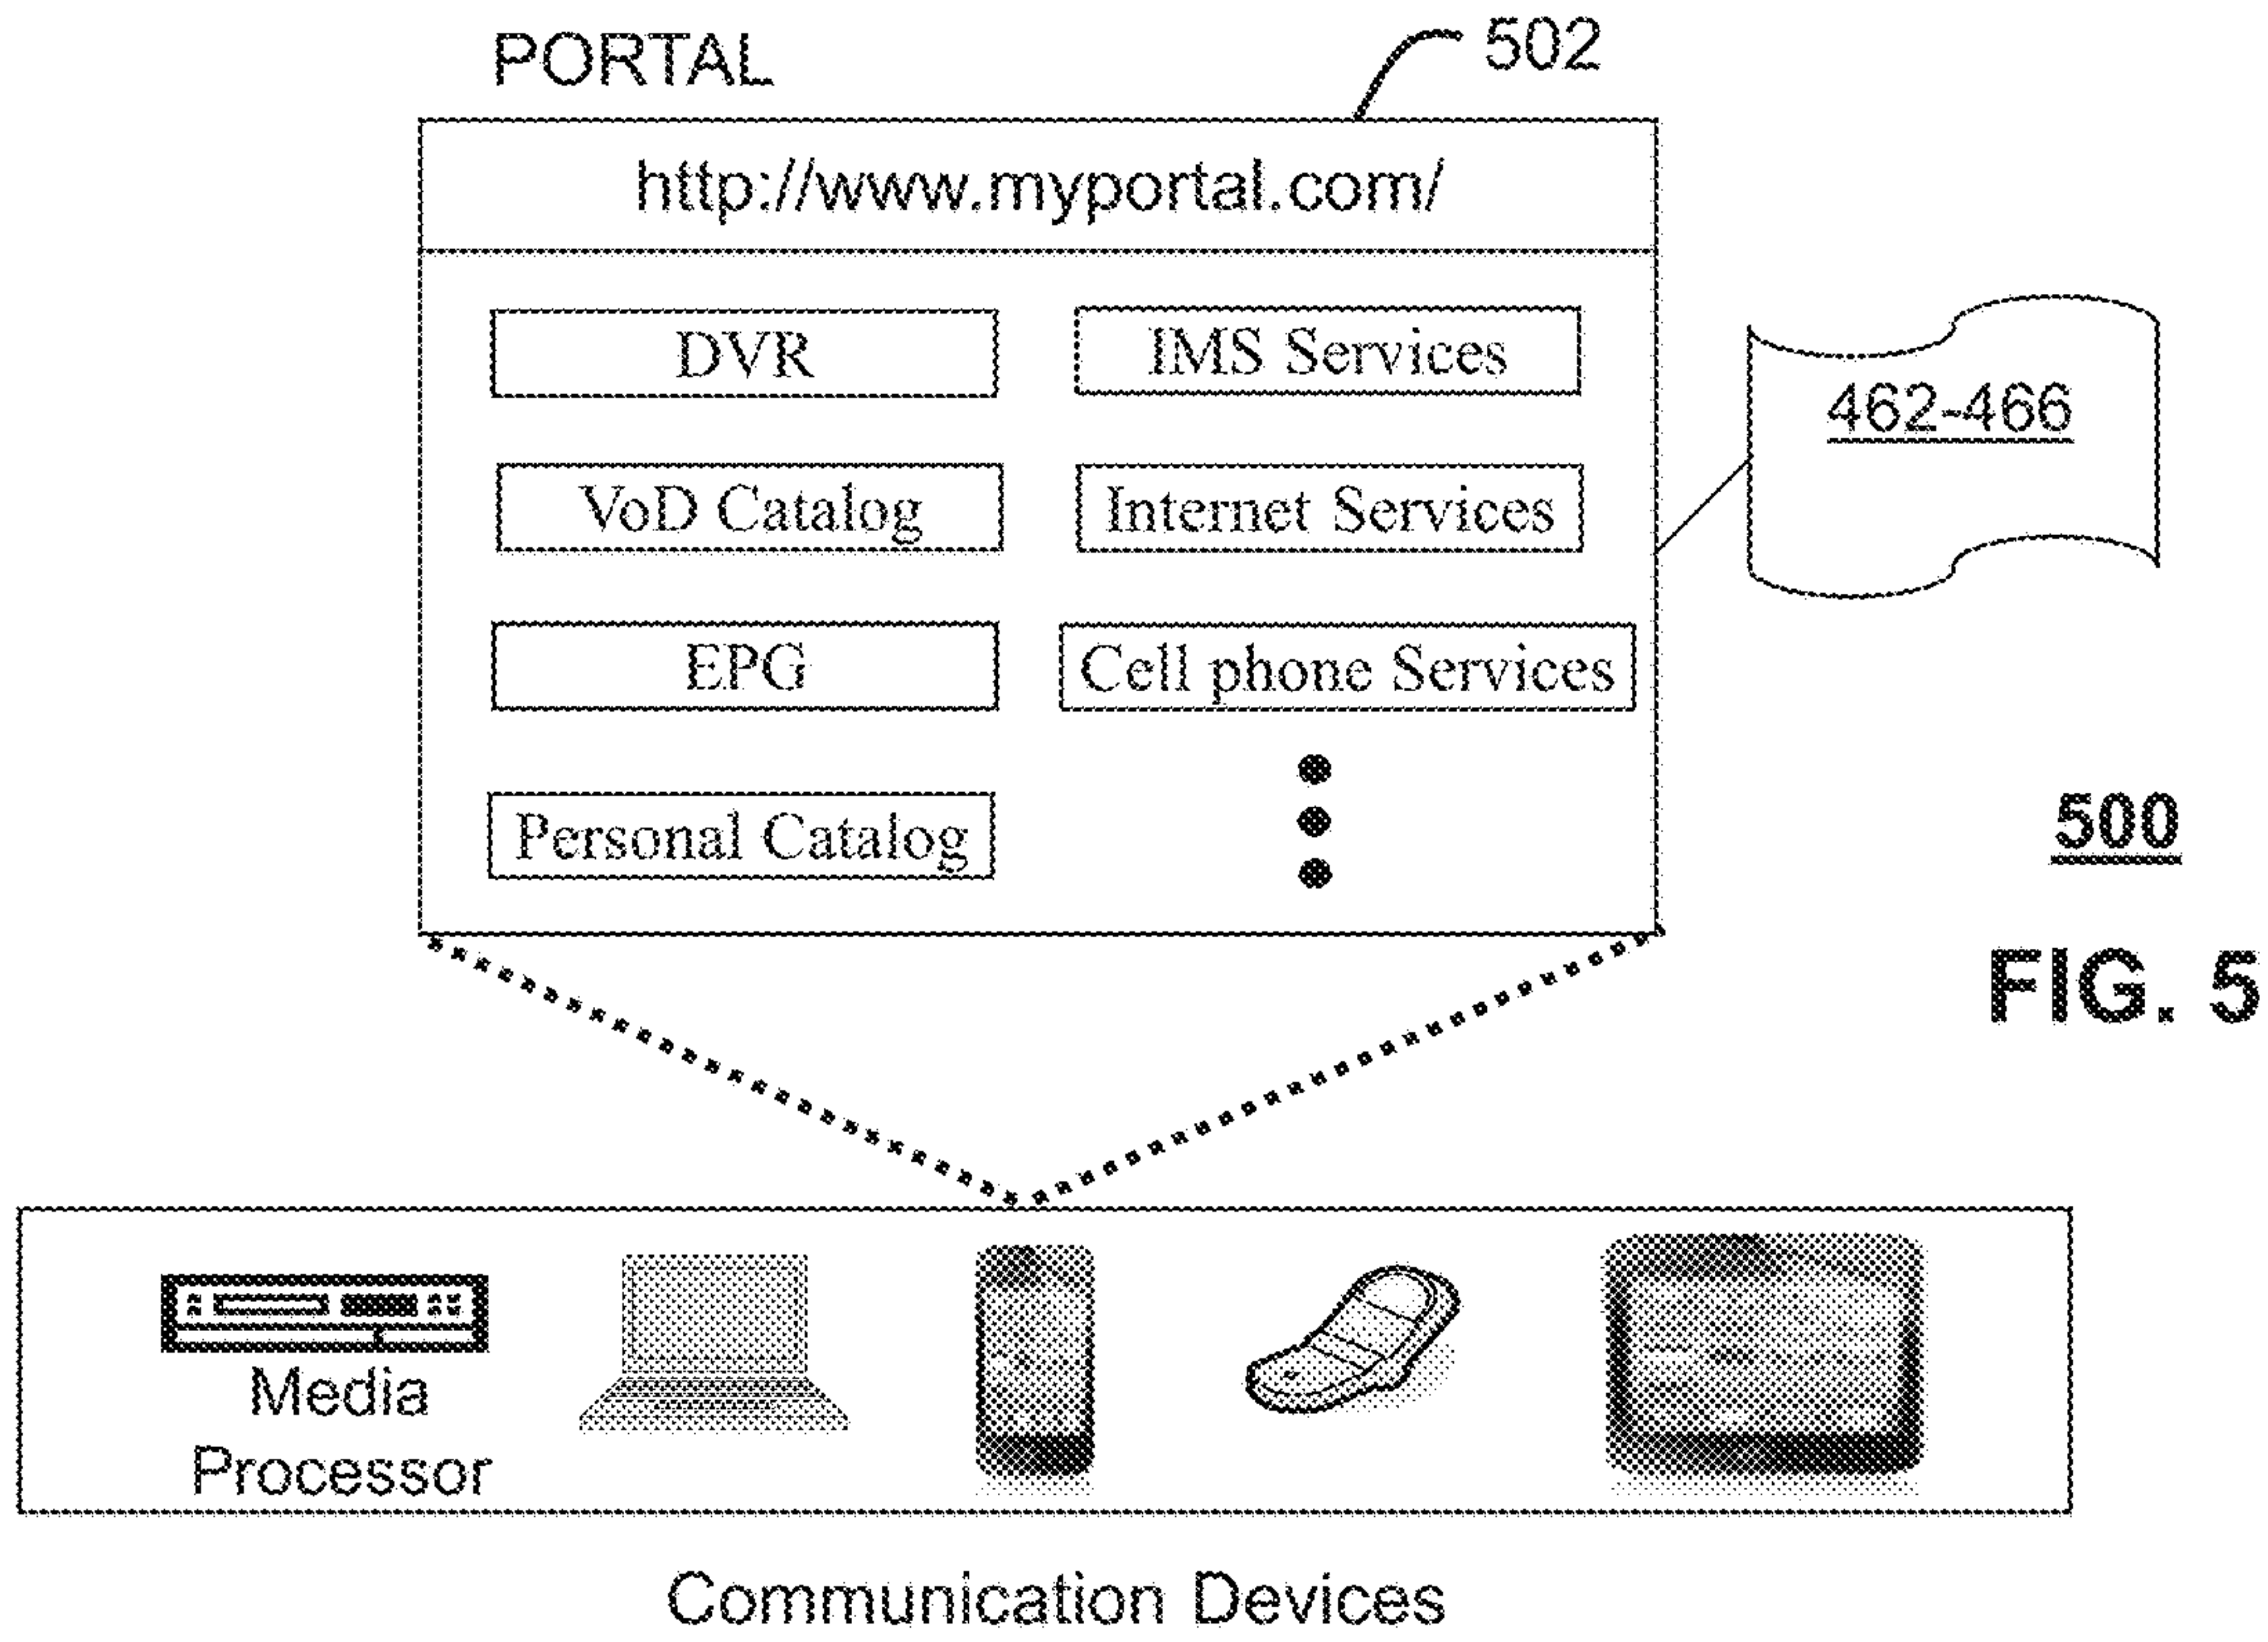 PORTAL
502
http://www.myportal.com/
DVR
IMS Services
462-466
VoD Catalog
Internet Services
EPG
Cell phone Services
Personal Catalog
500
FIG. 5
Media
Processor
Communication Devices